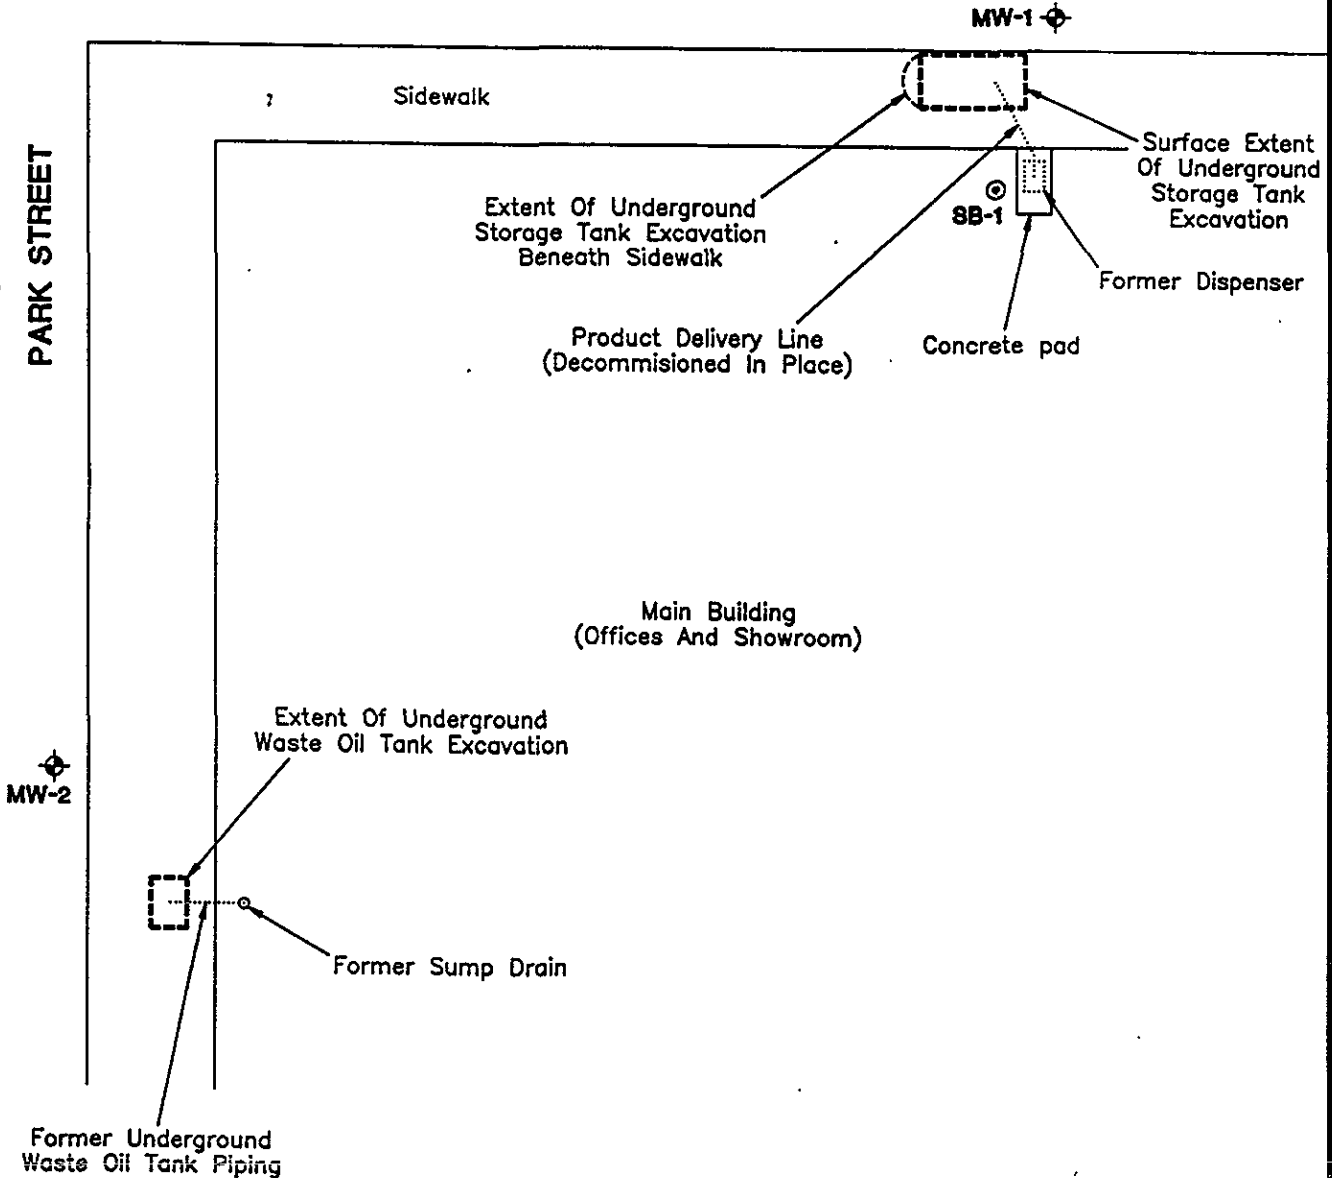 MW-1
Sidewalk
PARK STREET
Surface Extent
Of Underground
Storage Tank
Excavation
Extent Of Underground
Storage Tank Excavation
Beneath Sidewalk
SB-1
Former Dispenser
Product Delivery Line
(Decommisioned In Place)
Concrete pad
Main Building
(Offices And Showroom)
Extent Of Underground
Waste Oil Tank Excavation
MW-2
Former Sump Drain
Former Underground
Waste Oil Tank Piping